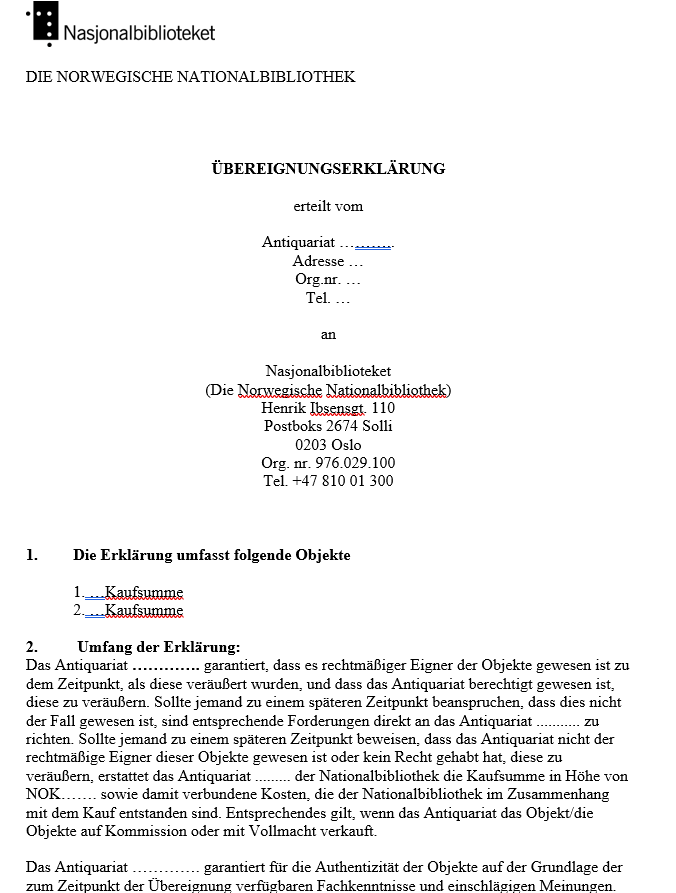 Nasjonalbiblioteket
DIE NORWEGISCHE NATIONALBIBLIOTHEK
ÜBEREIGNUNGSERKLÄRUNG
erteilt vom
Antiquariat ……….
Adresse …
Org.nr. …
Tel. …
an
Nasjonalbiblioteket
(Die Norwegische Nationalbibliothek)
Henrik Ibsensgt. 110
Postboks 2674 Solli
0203 Oslo
Org. nr. 976.029.100
Tel. +47 810 01 300
1. Die Erklärung umfasst folgende Objekte
1. …Kaufsumme
2. …Kaufsumme
2. Umfang der Erklärung:
Das Antiquariat …………. garantiert, dass es rechtmäßiger Eigner der Objekte gewesen ist zu
dem Zeitpunkt, als diese veräußert wurden, und dass das Antiquariat berechtigt gewesen ist,
diese zu veräußern. Sollte jemand zu einem späteren Zeitpunkt beanspruchen, dass dies nicht
der Fall gewesen ist, sind entsprechende Forderungen direkt an das Antiquariat ........... zu
richten. Sollte jemand zu einem späteren Zeitpunkt beweisen, dass das Antiquariat nicht der
rechtmäßige Eigner dieser Objekte gewesen ist oder kein Recht gehabt hat, diese zu
veräußern, erstattet das Antiquariat ......... der Nationalbibliothek die Kaufsumme in Höhe von
NOK……. sowie damit verbundene Kosten, die der Nationalbibliothek im Zusammenhang
mit dem Kauf entstanden sind. Entsprechendes gilt, wenn das Antiquariat das Objekt/die
Objekte auf Kommission oder mit Vollmacht verkauft.
Das Antiquariat …………. garantiert für die Authentizität der Objekte auf der Grundlage der
zum Zeitpunkt der Übereignung verfügbaren Fachkenntnisse und einschlägigen Meinungen.